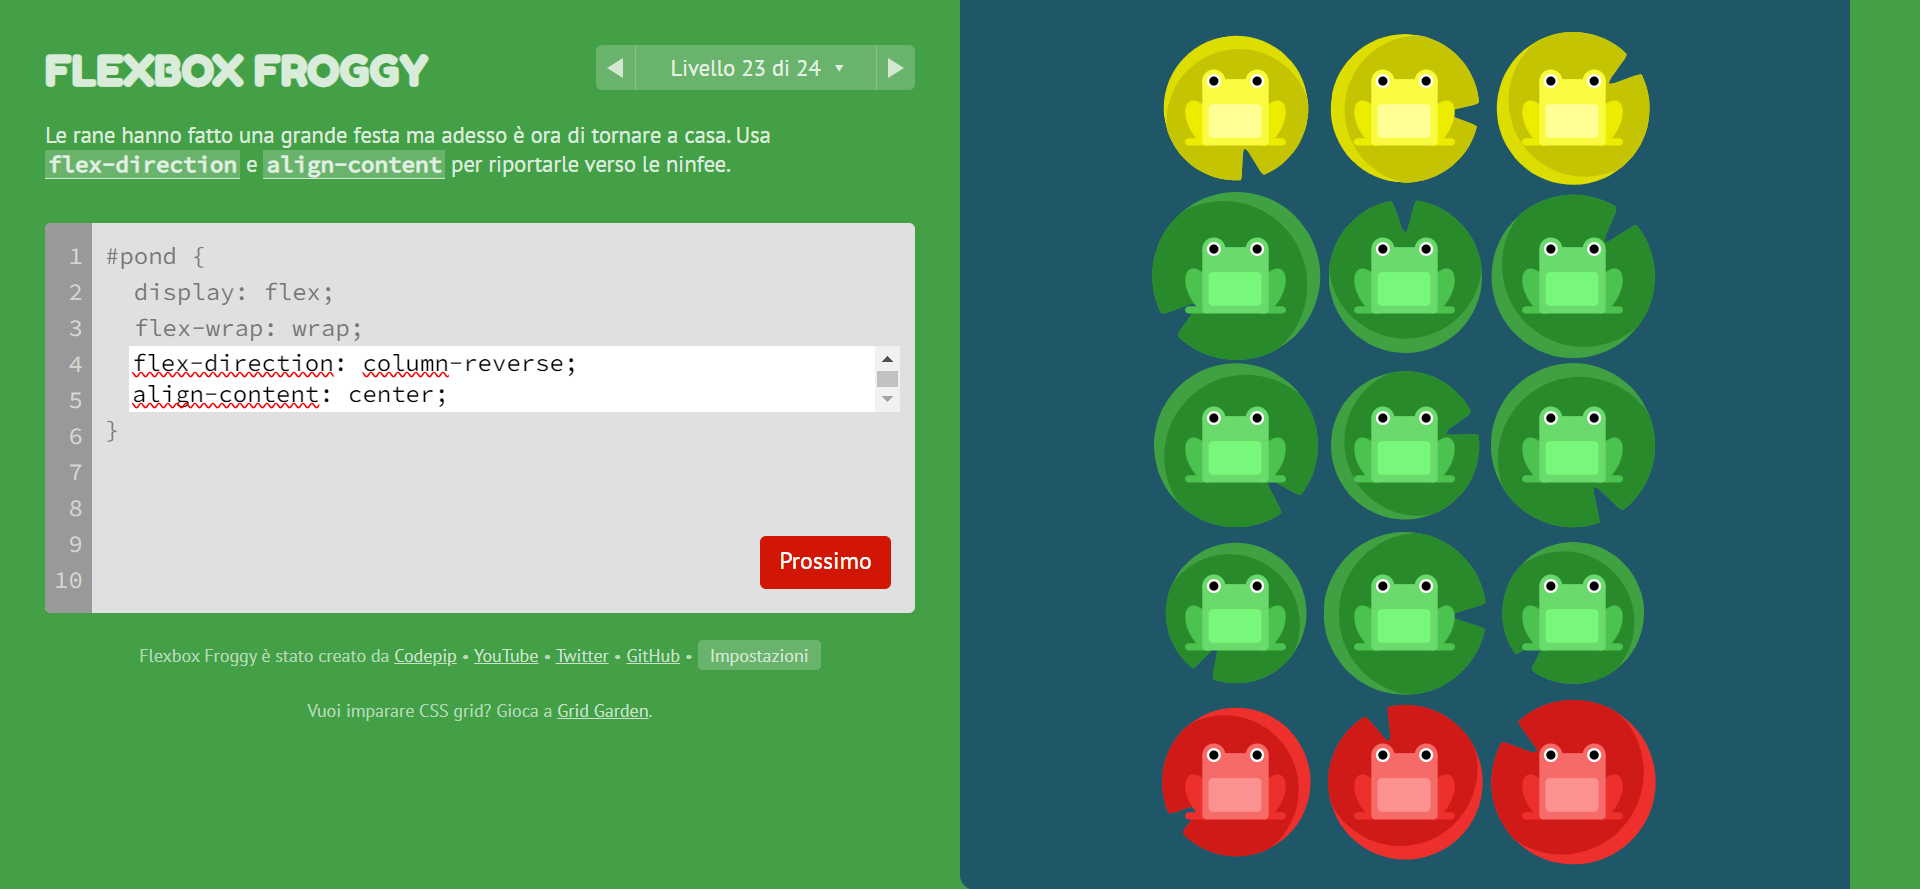 FLEXBOX FROGGY
Livello 23 di 24
Le rane hanno fatto una grande festa ma adesso è ora di tornare a casa. Usa
flex-direction e align-content per riportarle verso le ninfee.
1 #pond {
2 display: flex;
3 flex-wrap: wrap;
4 flex-direction: column-reverse;
5 align-content: center;
6 }
7
8
9
10
Prossimo
Flexbox Froggy è stato creato da Codepip • YouTube • Twitter • GitHub • Impostazioni
Vuoi imparare CSS grid? Gioca a Grid Garden.